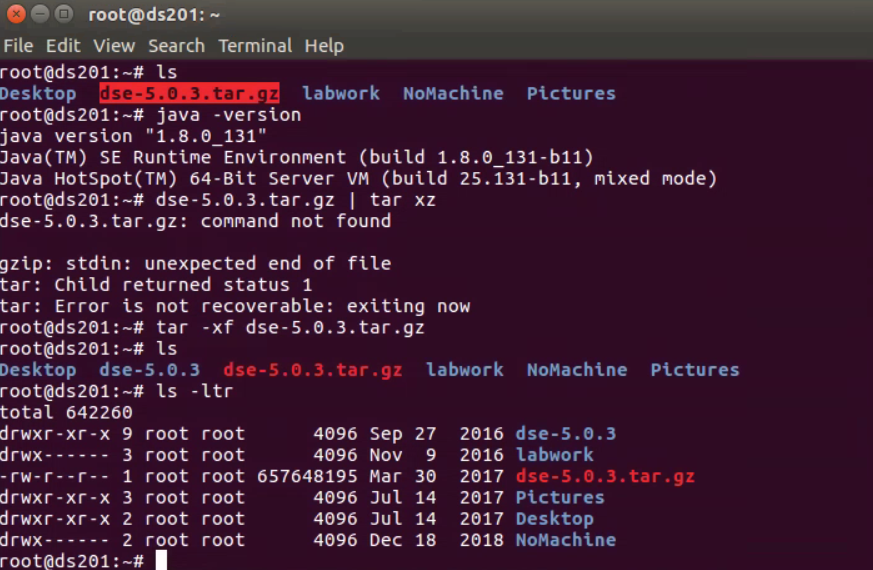 root@ds201: ~
File Edit View Search Terminal Help
root@ds201:~# ls
Desktop dse-5.0.3.tar.gz labwork NoMachine Pictures
root@ds201:~# java -version
java version "1.8.0_131"
Java(TM) SE Runtime Environment (build 1.8.0_131-b11)
Java HotSpot(TM) 64-Bit Server VM (build 25.131-b11, mixed mode)
root@ds201:~# dse-5.0.3.tar.gz | tar xz
dse-5.0.3.tar.gz: command not found
gzip: stdin: unexpected end of file
tar: Child returned status 1
tar: Error is not recoverable: exiting now
root@ds201:~# tar -xf dse-5.0.3.tar.gz
root@ds201:~# ls
Desktop dse-5.0.3 dse-5.0.3.tar.gz labwork NoMachine Pictures
root@ds201:~# ls -ltr
total 642260
drwxr-xr-x 9 root root 4096 Sep 27 2016 dse-5.0.3
drwx------ 3 root root 4096 Nov 9 2016 labwork
-rw-r--r-- 1 root root 657648195 Mar 30 2017 dse-5.0.3.tar.gz
drwxr-xr-x 3 root root 4096 Jul 14 2017 Pictures
drwxr-xr-x 2 root root 4096 Jul 14 2017 Desktop
drwx------ 2 root root 4096 Dec 18 2018 NoMachine
root@ds201:~#